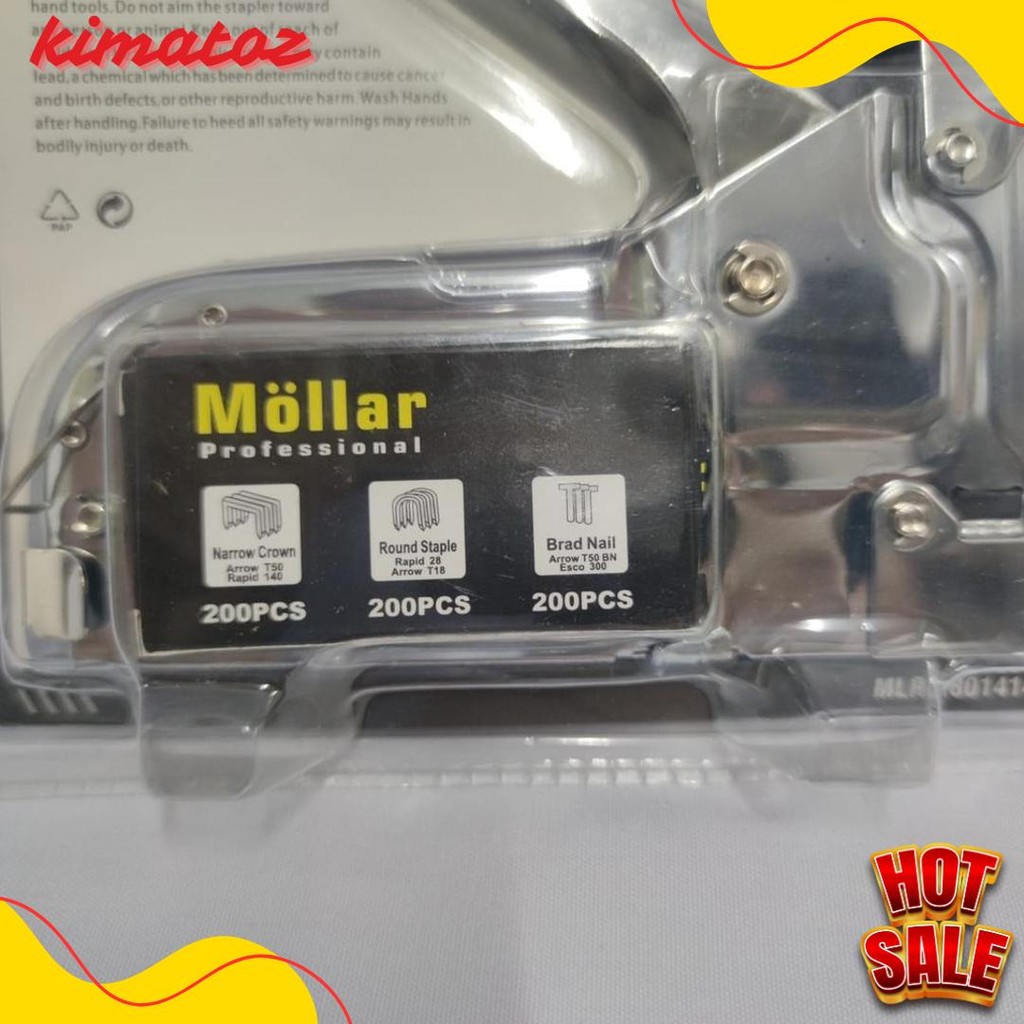 hand tools. Do not aim the stapler toward
kimatoz
contain
lead, a chemical which has been determined to cause cancer
and birth defects, or other reproductive harm. Wash Hands
after handling. Failure to heed all safety warnings may result in
bodily injury or death.
PAP
Möllar
Professional
Narrow Crown
Arrow T50
Rapid 140
200PCS
Round Staple
Rapid 28
Arrow T18
200PCS
Brad Nail
Arrow T50 BN
Esco 300
200PCS
HOT
SALE